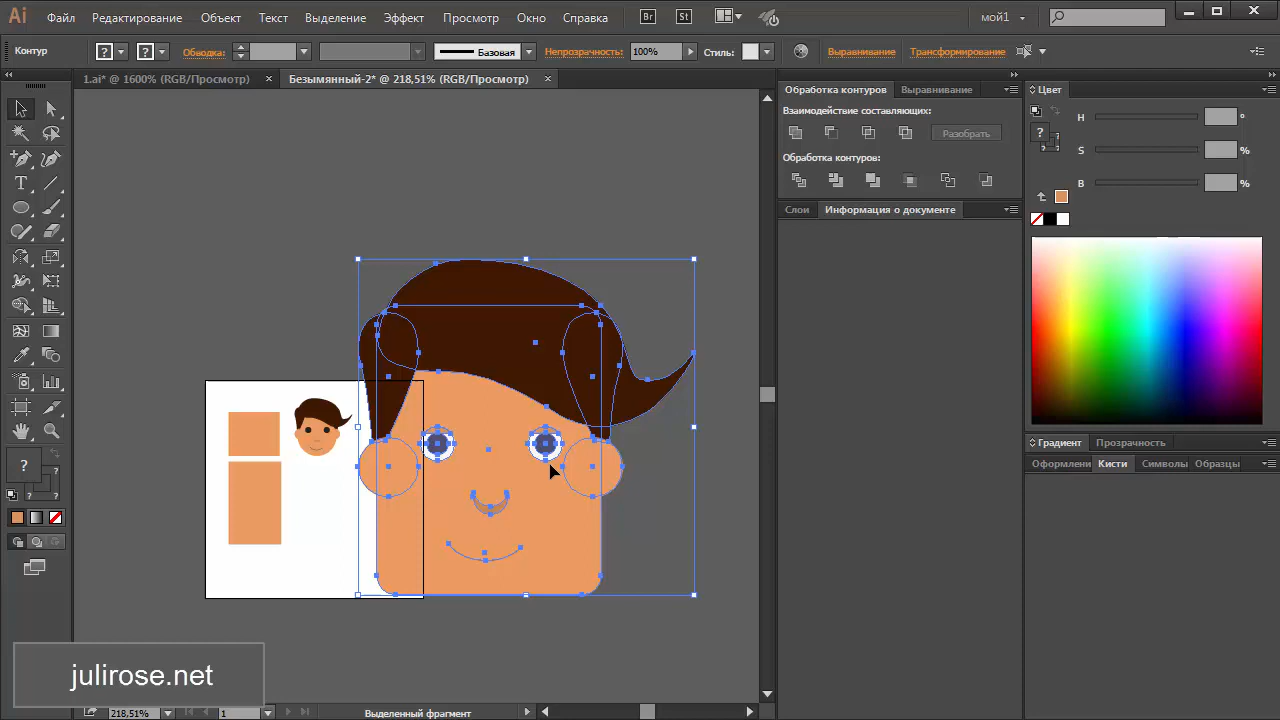 Ai Файл Редактирование Объект Текст Выделение Эффект Просмотр Окно Справка Br St мой1
Контур ? ? Обводка: Базовая Непрозрачность: 100% Стиль: Выравнивание Трансформирование
1.ai* @ 1600% (RGB/Просмотр) × Безымянный-2* @ 218,51% (RGB/Просмотр) ×
Обработка контуров Выравнивание
Взаимодействие составляющих:
Разобрать
Обработка контуров:
Слои Информация о документе
Цвет
H °
S %
B %
?
Градиент Прозрачность
Оформлени Кисти Символы Образцы
T
?
julirose.net
218,51% 1 Выделенный фрагмент